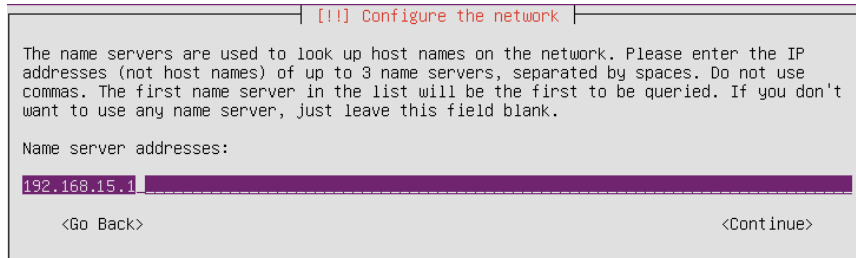 [!!] Configure the network
The name servers are used to look up host names on the network. Please enter the IP
addresses (not host names) of up to 3 name servers, separated by spaces. Do not use
commas. The first name server in the list will be the first to be queried. If you don't
want to use any name server, just leave this field blank.
Name server addresses:
192.168.15.1
<Go Back> <Continue>